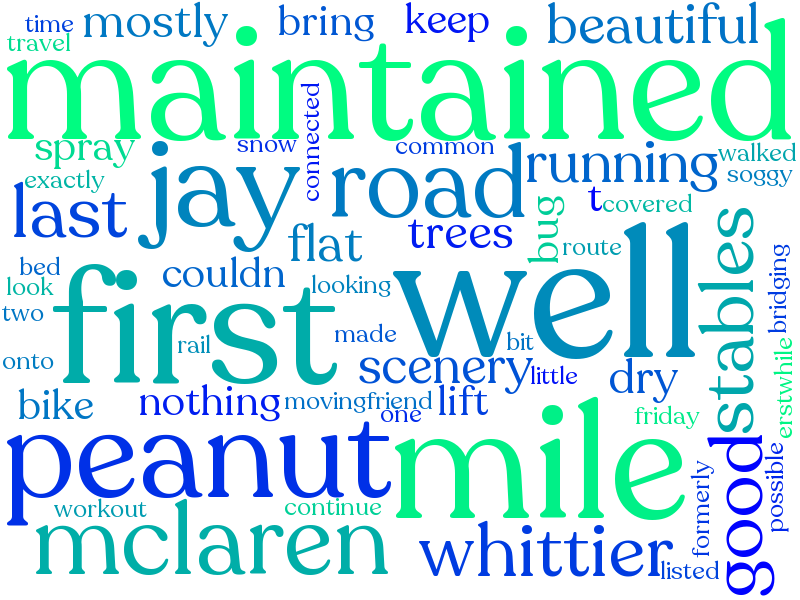 time
mostly
bring
keep
beautiful
travel
maintained
spray
snow
connected
common
running
walked
exactly
jay
road
soggy
last
t
covered
flat
trees
bug
route
stables
bed
couldn
looking
well
bridging
look
first
two
rail
made
bit
onto
scenery
little
dry
erstwhile
bike
nothing
movingfriend
one
lift
friday
peanut
mile
good
possible
workout
continue
formerly
mclaren
whittier
listed